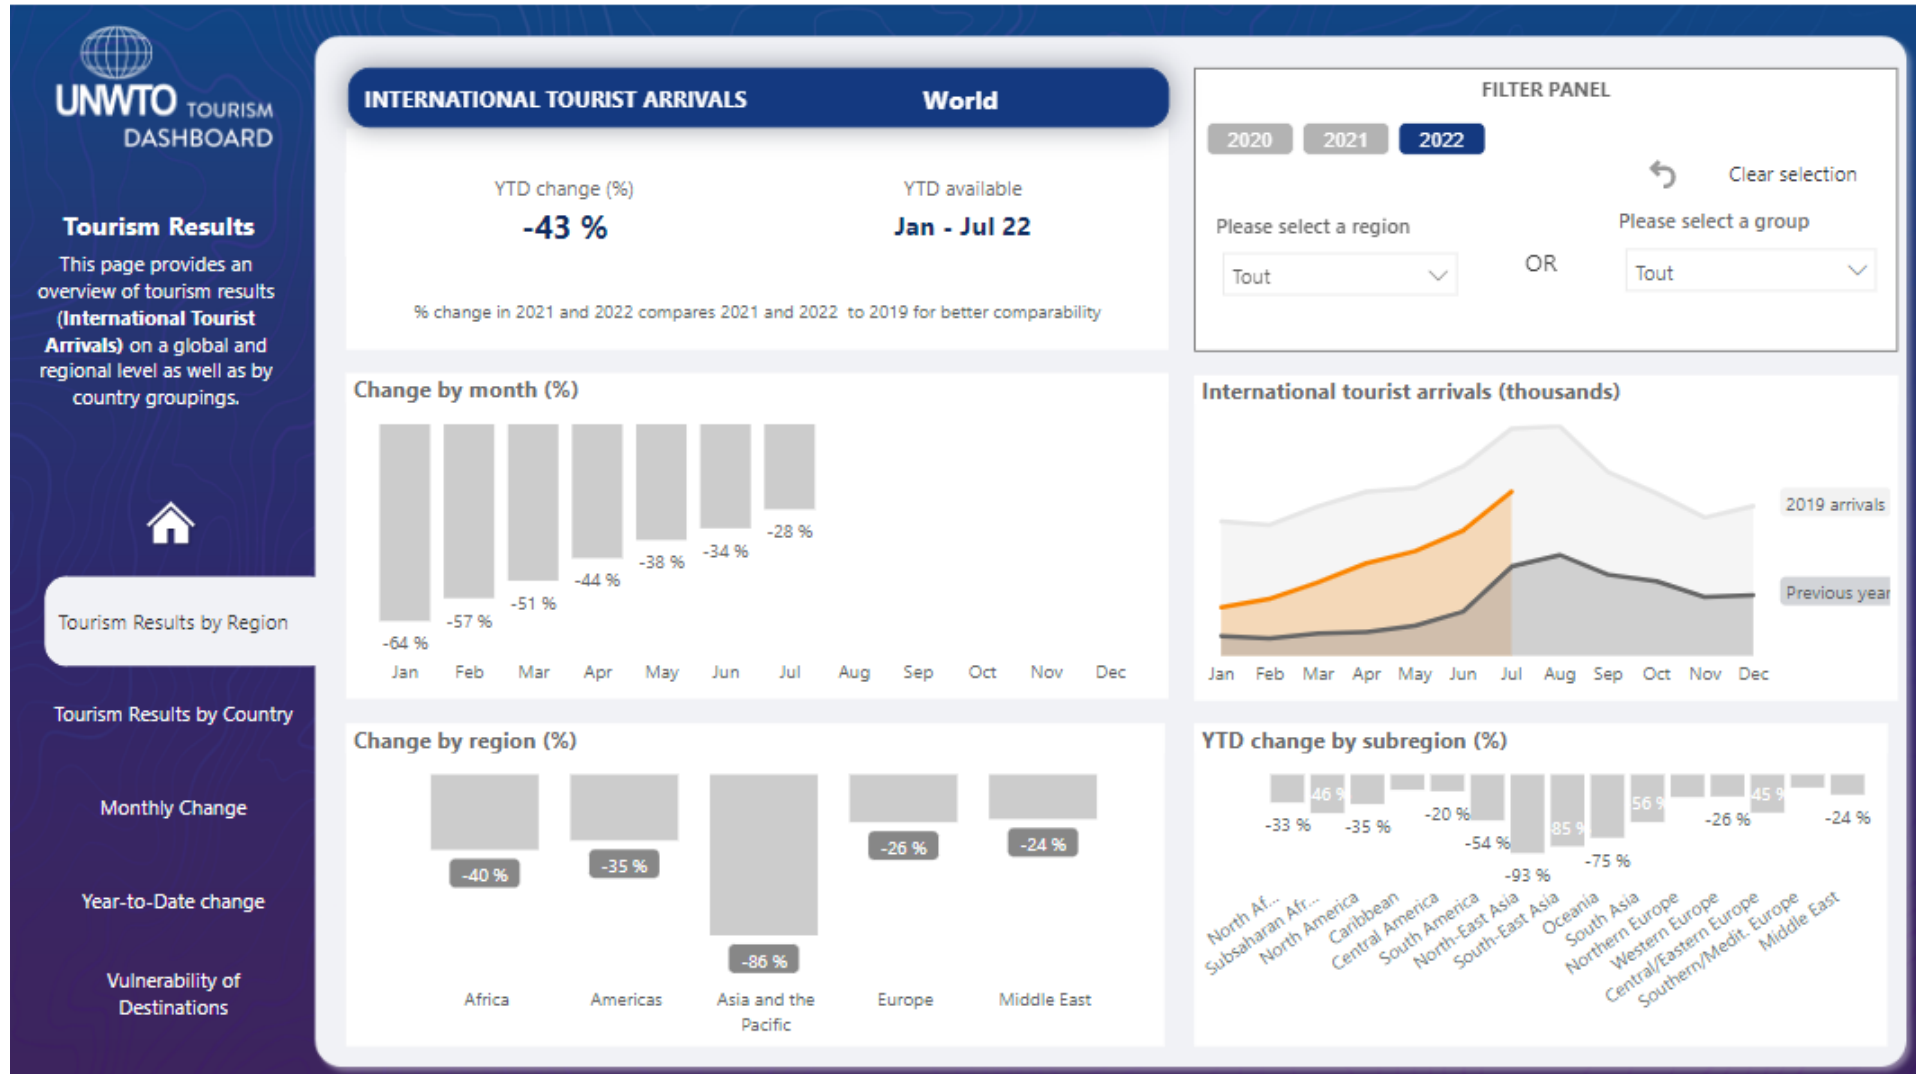 UNWTO TOURISM
DASHBOARD
Tourism Results
This page provides an
overview of tourism results
(International Tourist
Arrivals) on a global and
regional level as well as by
country groupings.
Tourism Results by Region
Tourism Results by Country
Monthly Change
Year-to-Date change
Vulnerability of
Destinations
INTERNATIONAL TOURIST ARRIVALS World
YTD change (%)
-43 %
YTD available
Jan - Jul 22
% change in 2021 and 2022 compares 2021 and 2022 to 2019 for better comparability
FILTER PANEL
2020 2021 2022
Clear selection
Please select a region
Tout
OR
Please select a group
Tout
Change by month (%)
-64 %
-57 %
-51 %
-44 %
-38 %
-34 %
-28 %
Jan Feb Mar Apr May Jun Jul Aug Sep Oct Nov Dec
International tourist arrivals (thousands)
2019 arrivals
Previous year
Jan Feb Mar Apr May Jun Jul Aug Sep Oct Nov Dec
Change by region (%)
-40 %
-35 %
-86 %
-26 %
-24 %
Africa
Americas
Asia and the
Pacific
Europe
Middle East
YTD change by subregion (%)
-33 %
46 %
-35 %
-20 %
-54 %
-93 %
85 %
-75 %
56 %
-26 %
45 %
-24 %
North Af...
Subsaharan Afr...
North America
Caribbean
Central America
South America
North-East Asia
South-East Asia
Oceania
South Asia
Northern Europe
Western Europe
Central/Eastern Europe
Southern/Medit. Europe
Middle East